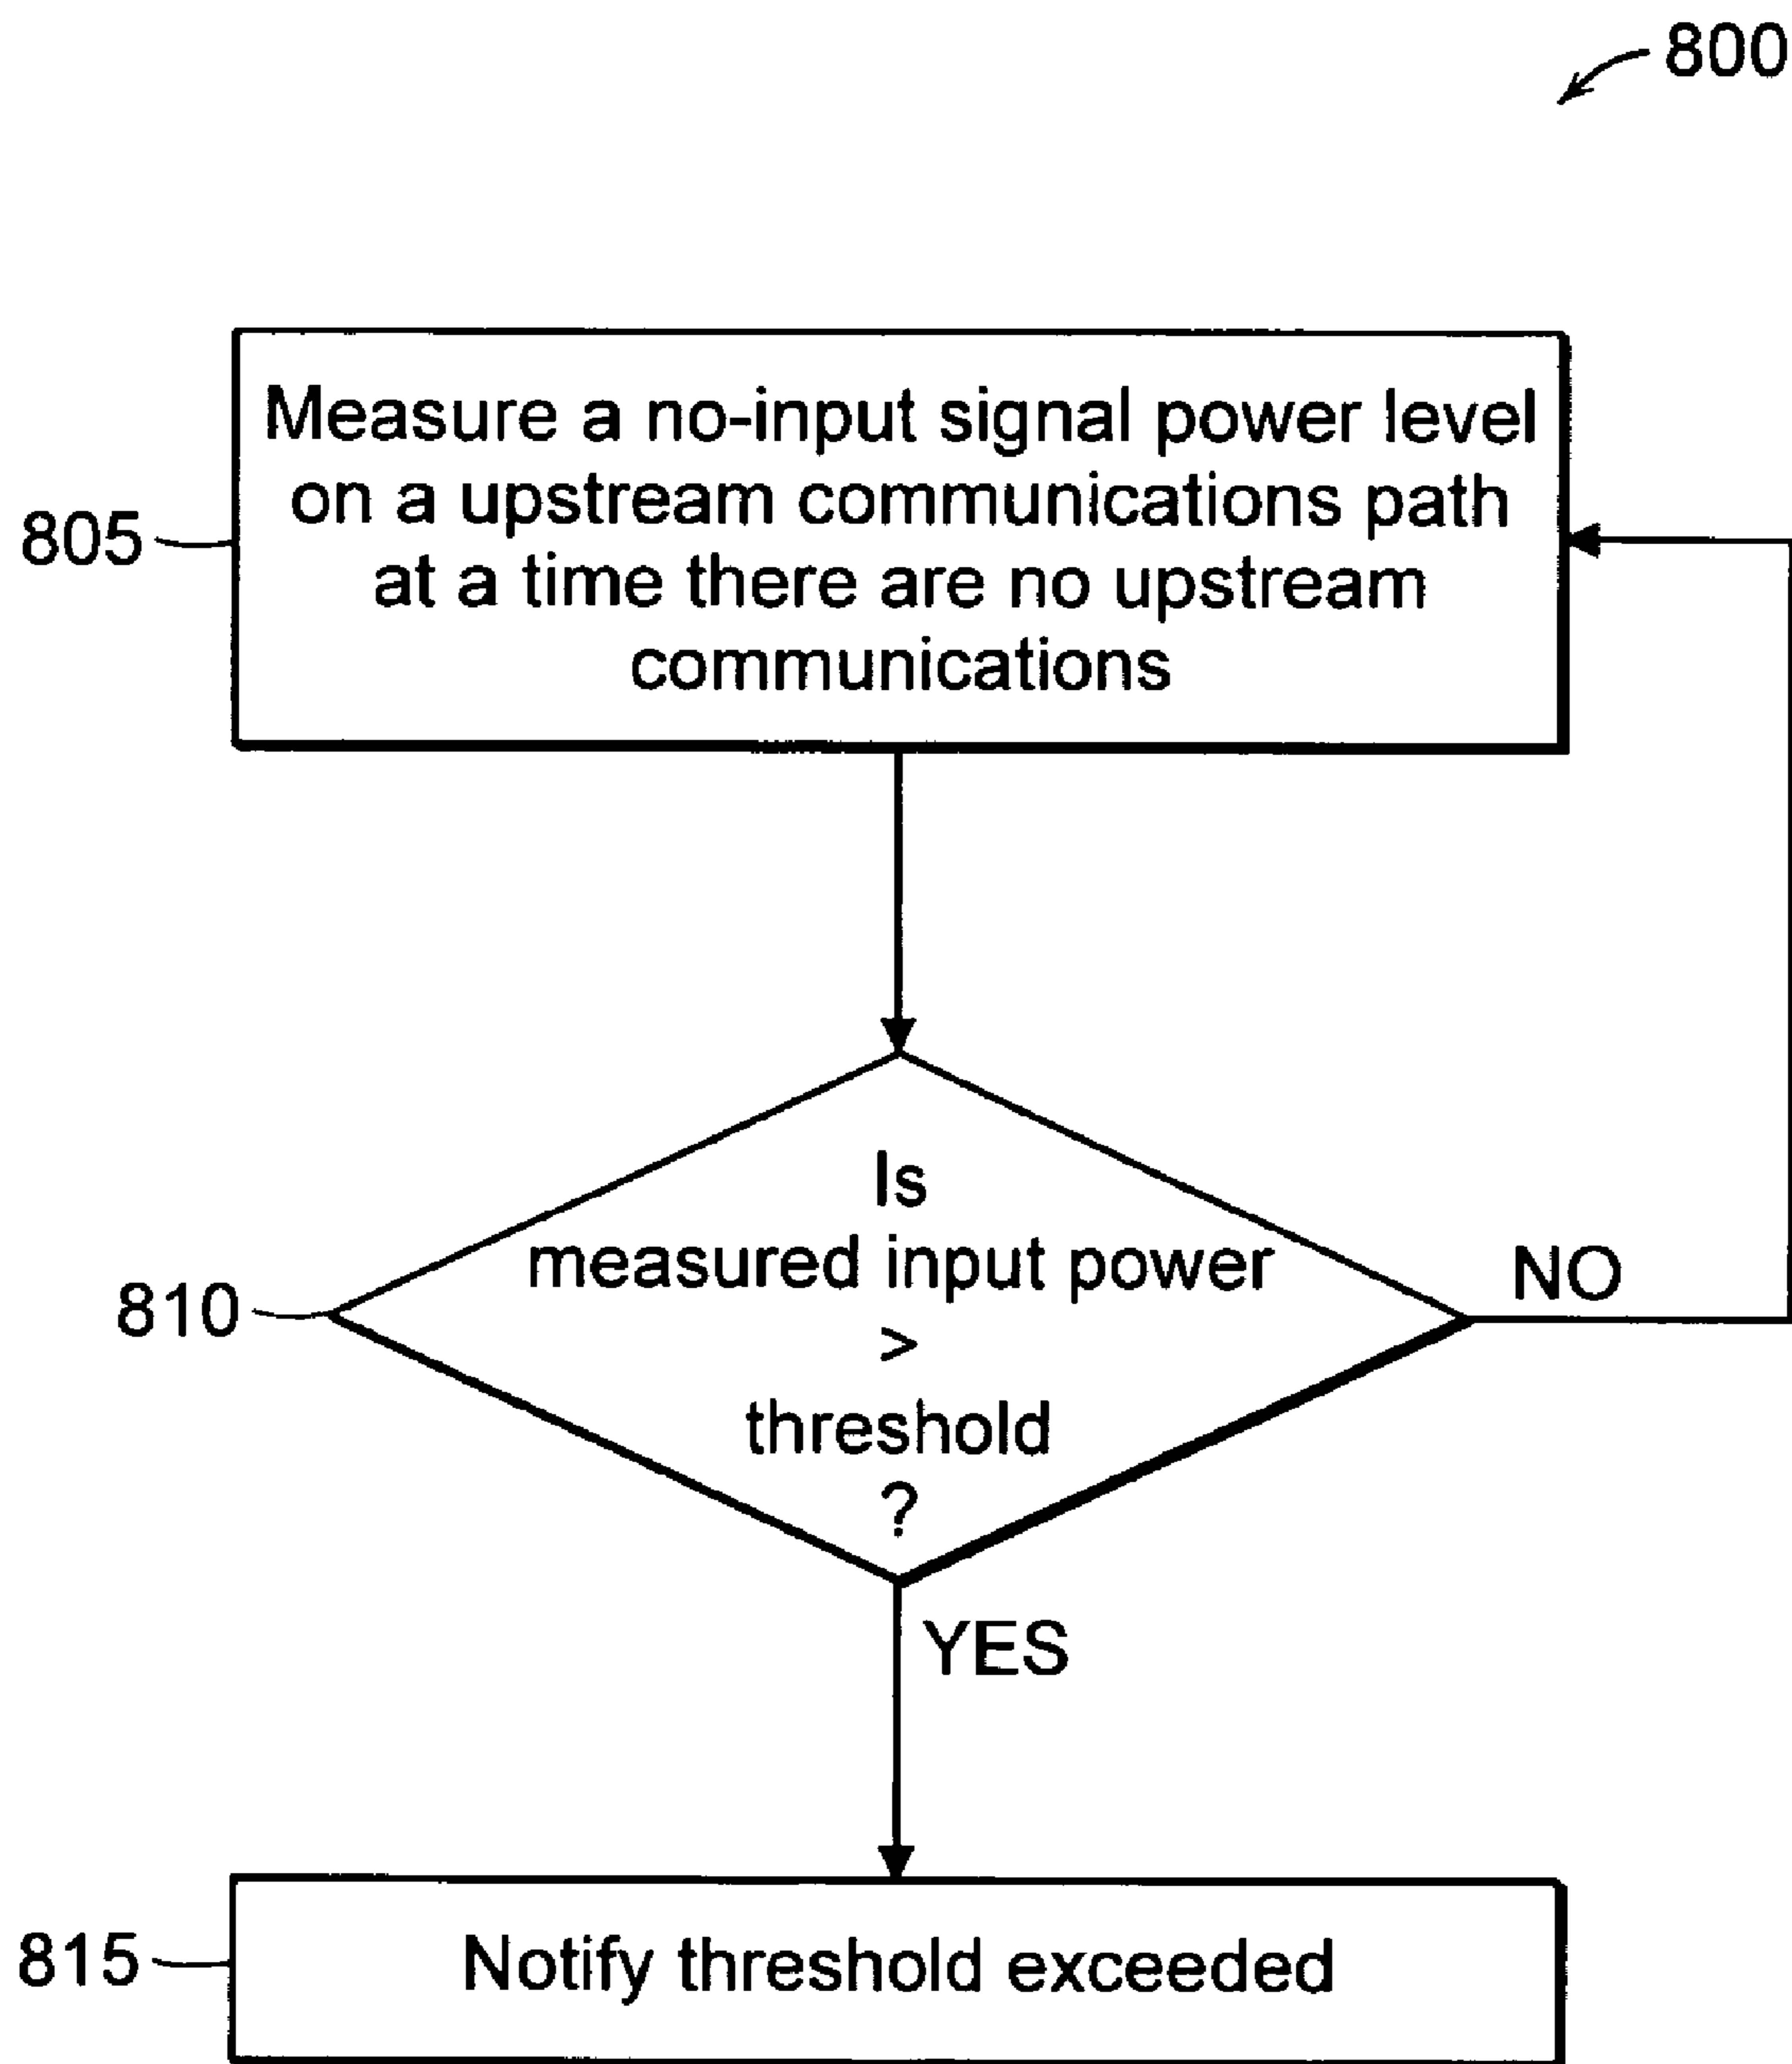 800
Measure a no-input signal power level
on a upstream communications path
at a time there are no upstream
communications
805
Is
measured input power
>
threshold
?
810
NO
YES
Notify threshold exceeded
815